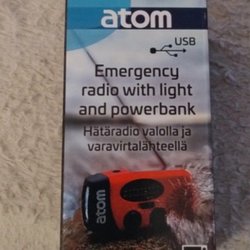 atom
USB
Emergency
radio with light
and powerbank
Hätäradio valolla ja
varavirtalähteellä
atom